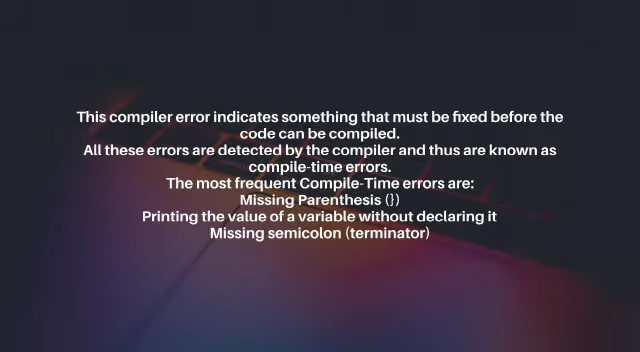 This compiler error indicates something that must be fixed before the
code can be compiled.
All these errors are detected by the compiler and thus are known as
compile-time errors.
The most frequent Compile-Time errors are:
Missing Parenthesis (})
Printing the value of a variable without declaring it
Missing semicolon (terminator)